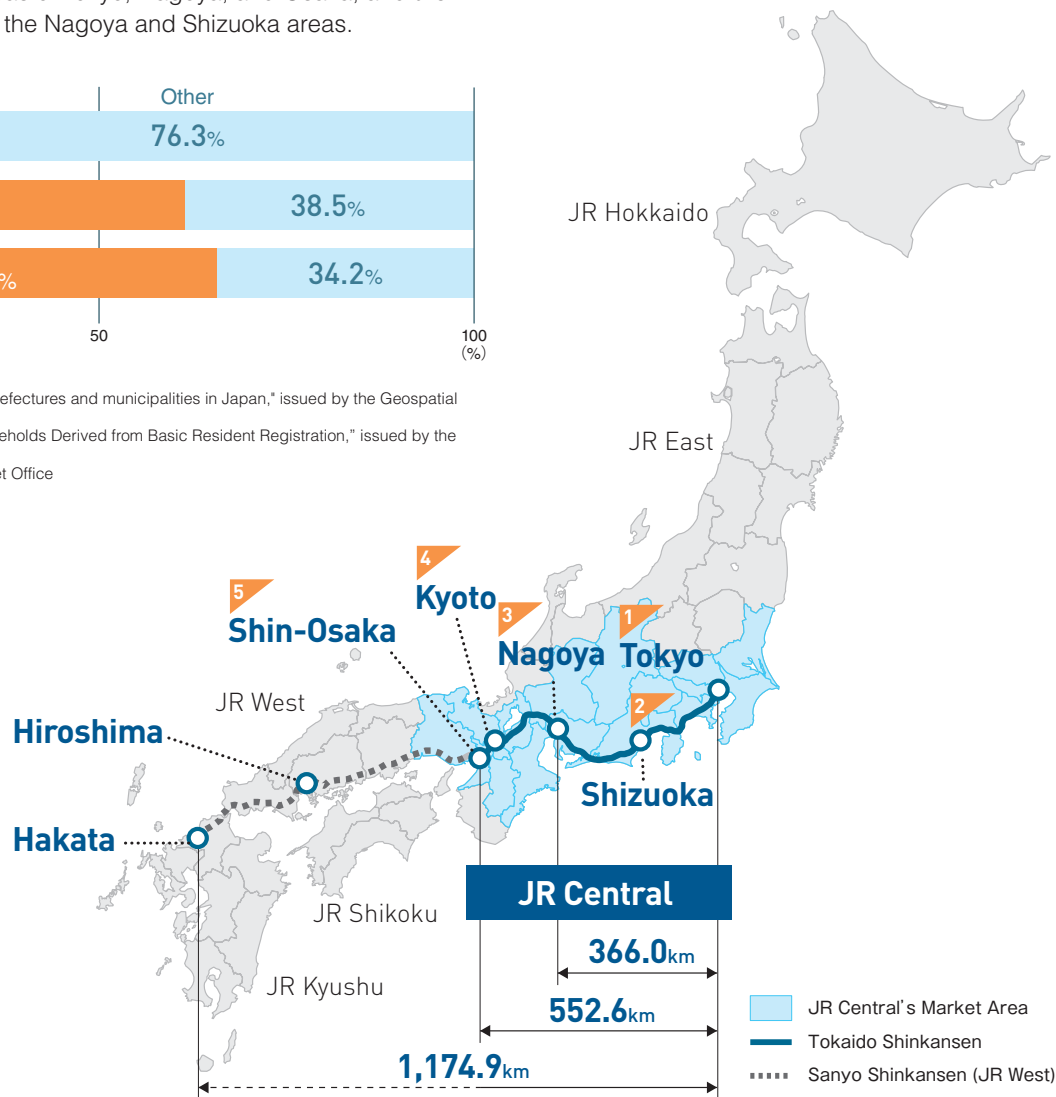 the Nagoya and Shizuoka areas.
Other
76.3%
38.5%
%
34.2%
50
100
(%)
efectures and municipalities in Japan," issued by the Geospatial
eholds Derived from Basic Resident Registration," issued by the
et Office
JR Hokkaido
JR East
4
Kyoto
5
Shin-Osaka
3
Nagoya
1
Tokyo
JR West
2
Hiroshima
Shizuoka
Hakata
JR Central
JR Shikoku
366.0km
JR Kyushu
552.6km
1,174.9km
JR Central's Market Area
Tokaido Shinkansen
Sanyo Shinkansen (JR West)